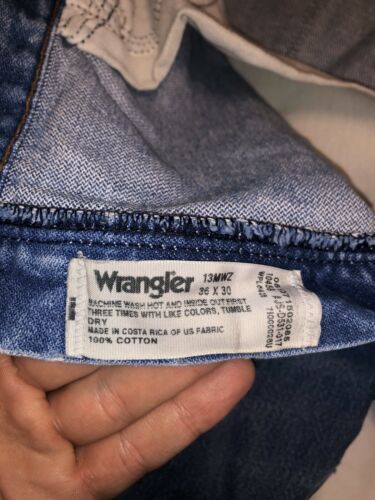 Wrangler 13MWZ
36 X 30
MACHINE WASH HOT AND INSIDE OUT FIRST
THREE TIMES WITH LIKE COLORS, TUMBLE
DRY
MADE IN COSTA RICA OF US FABRIC
100% COTTON